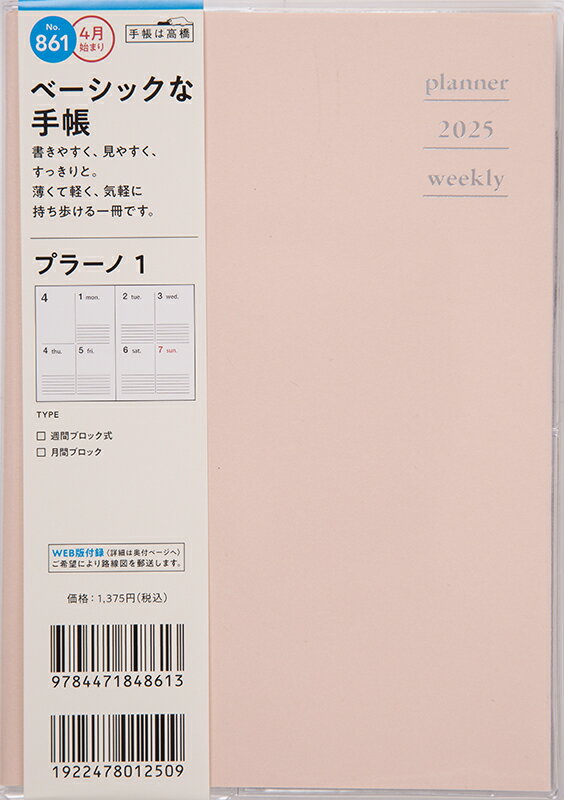 No.
861
4月
始まり
手帳は高橋
ベーシックな
手帳
書きやすく、見やすく、
すっきりと。
薄くて軽く、気軽に
持ち歩ける一冊です。
プラーノ 1
4
1 mon.
2 tue.
3 wed.
4 thu.
5 fri.
6 sat.
7 sun.
TYPE
□ 週間ブロック式
□ 月間ブロック
WEB版付録〈詳細は奥付ページへ〉
ご希望により路線図を郵送します。
価格：1,375円(税込)
9784471848613
1922478012509
planner
2025
weekly